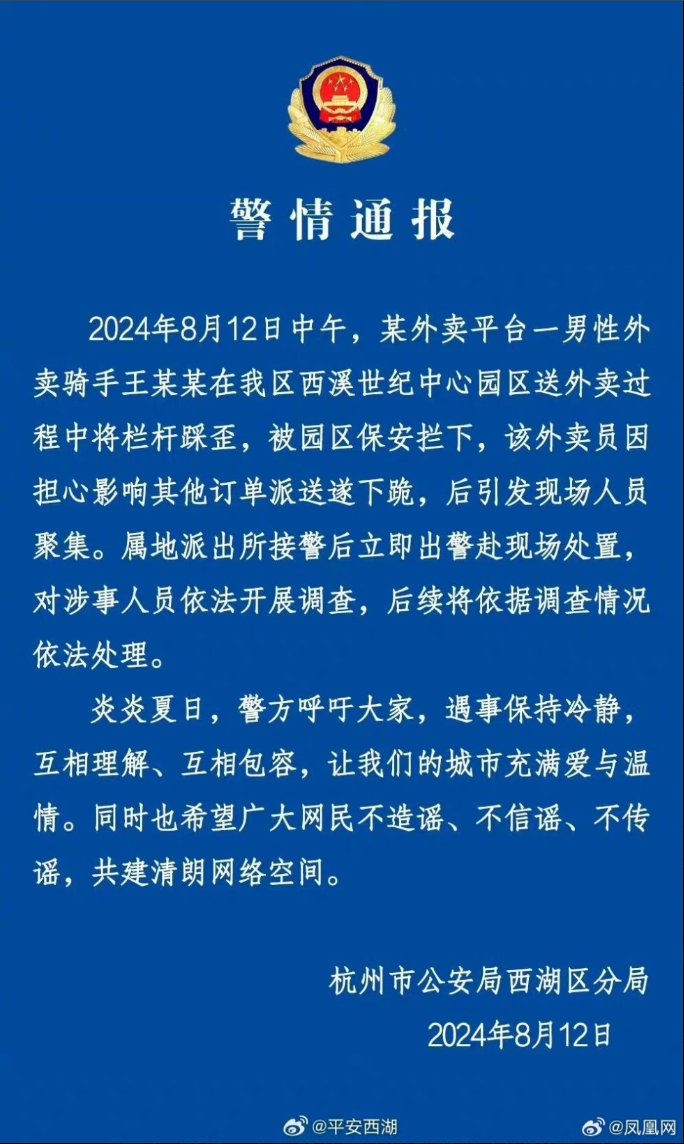 警情通报
2024年8月12日中午，某外卖平台一男性外
卖骑手王某某在我区西溪世纪中心园区送外卖过
程中将栏杆踩歪，被园区保安拦下，该外卖员因
担心影响其他订单派送遂下跪，后引发现场人员
聚集。属地派出所接警后立即出警赴现场处置，
对涉事人员依法开展调查，后续将依据调查情况
依法处理。
炎炎夏日，警方呼吁大家，遇事保持冷静，
互相理解、互相包容，让我们的城市充满爱与温
情。同时也希望广大网民不造谣、不信谣、不传
谣，共建清朗网络空间。
杭州市公安局西湖区分局
2024年8月12日
@平安西湖
@凤凰网